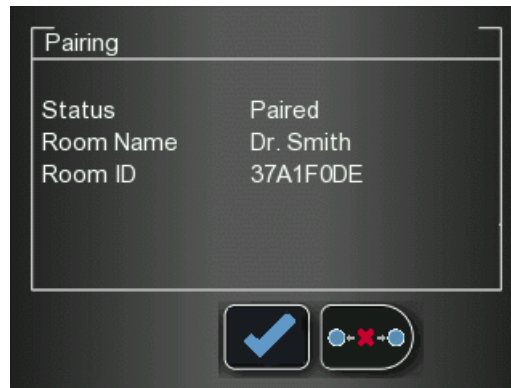 Pairing
Status Paired
Room Name Dr. Smith
Room ID 37A1F0DE